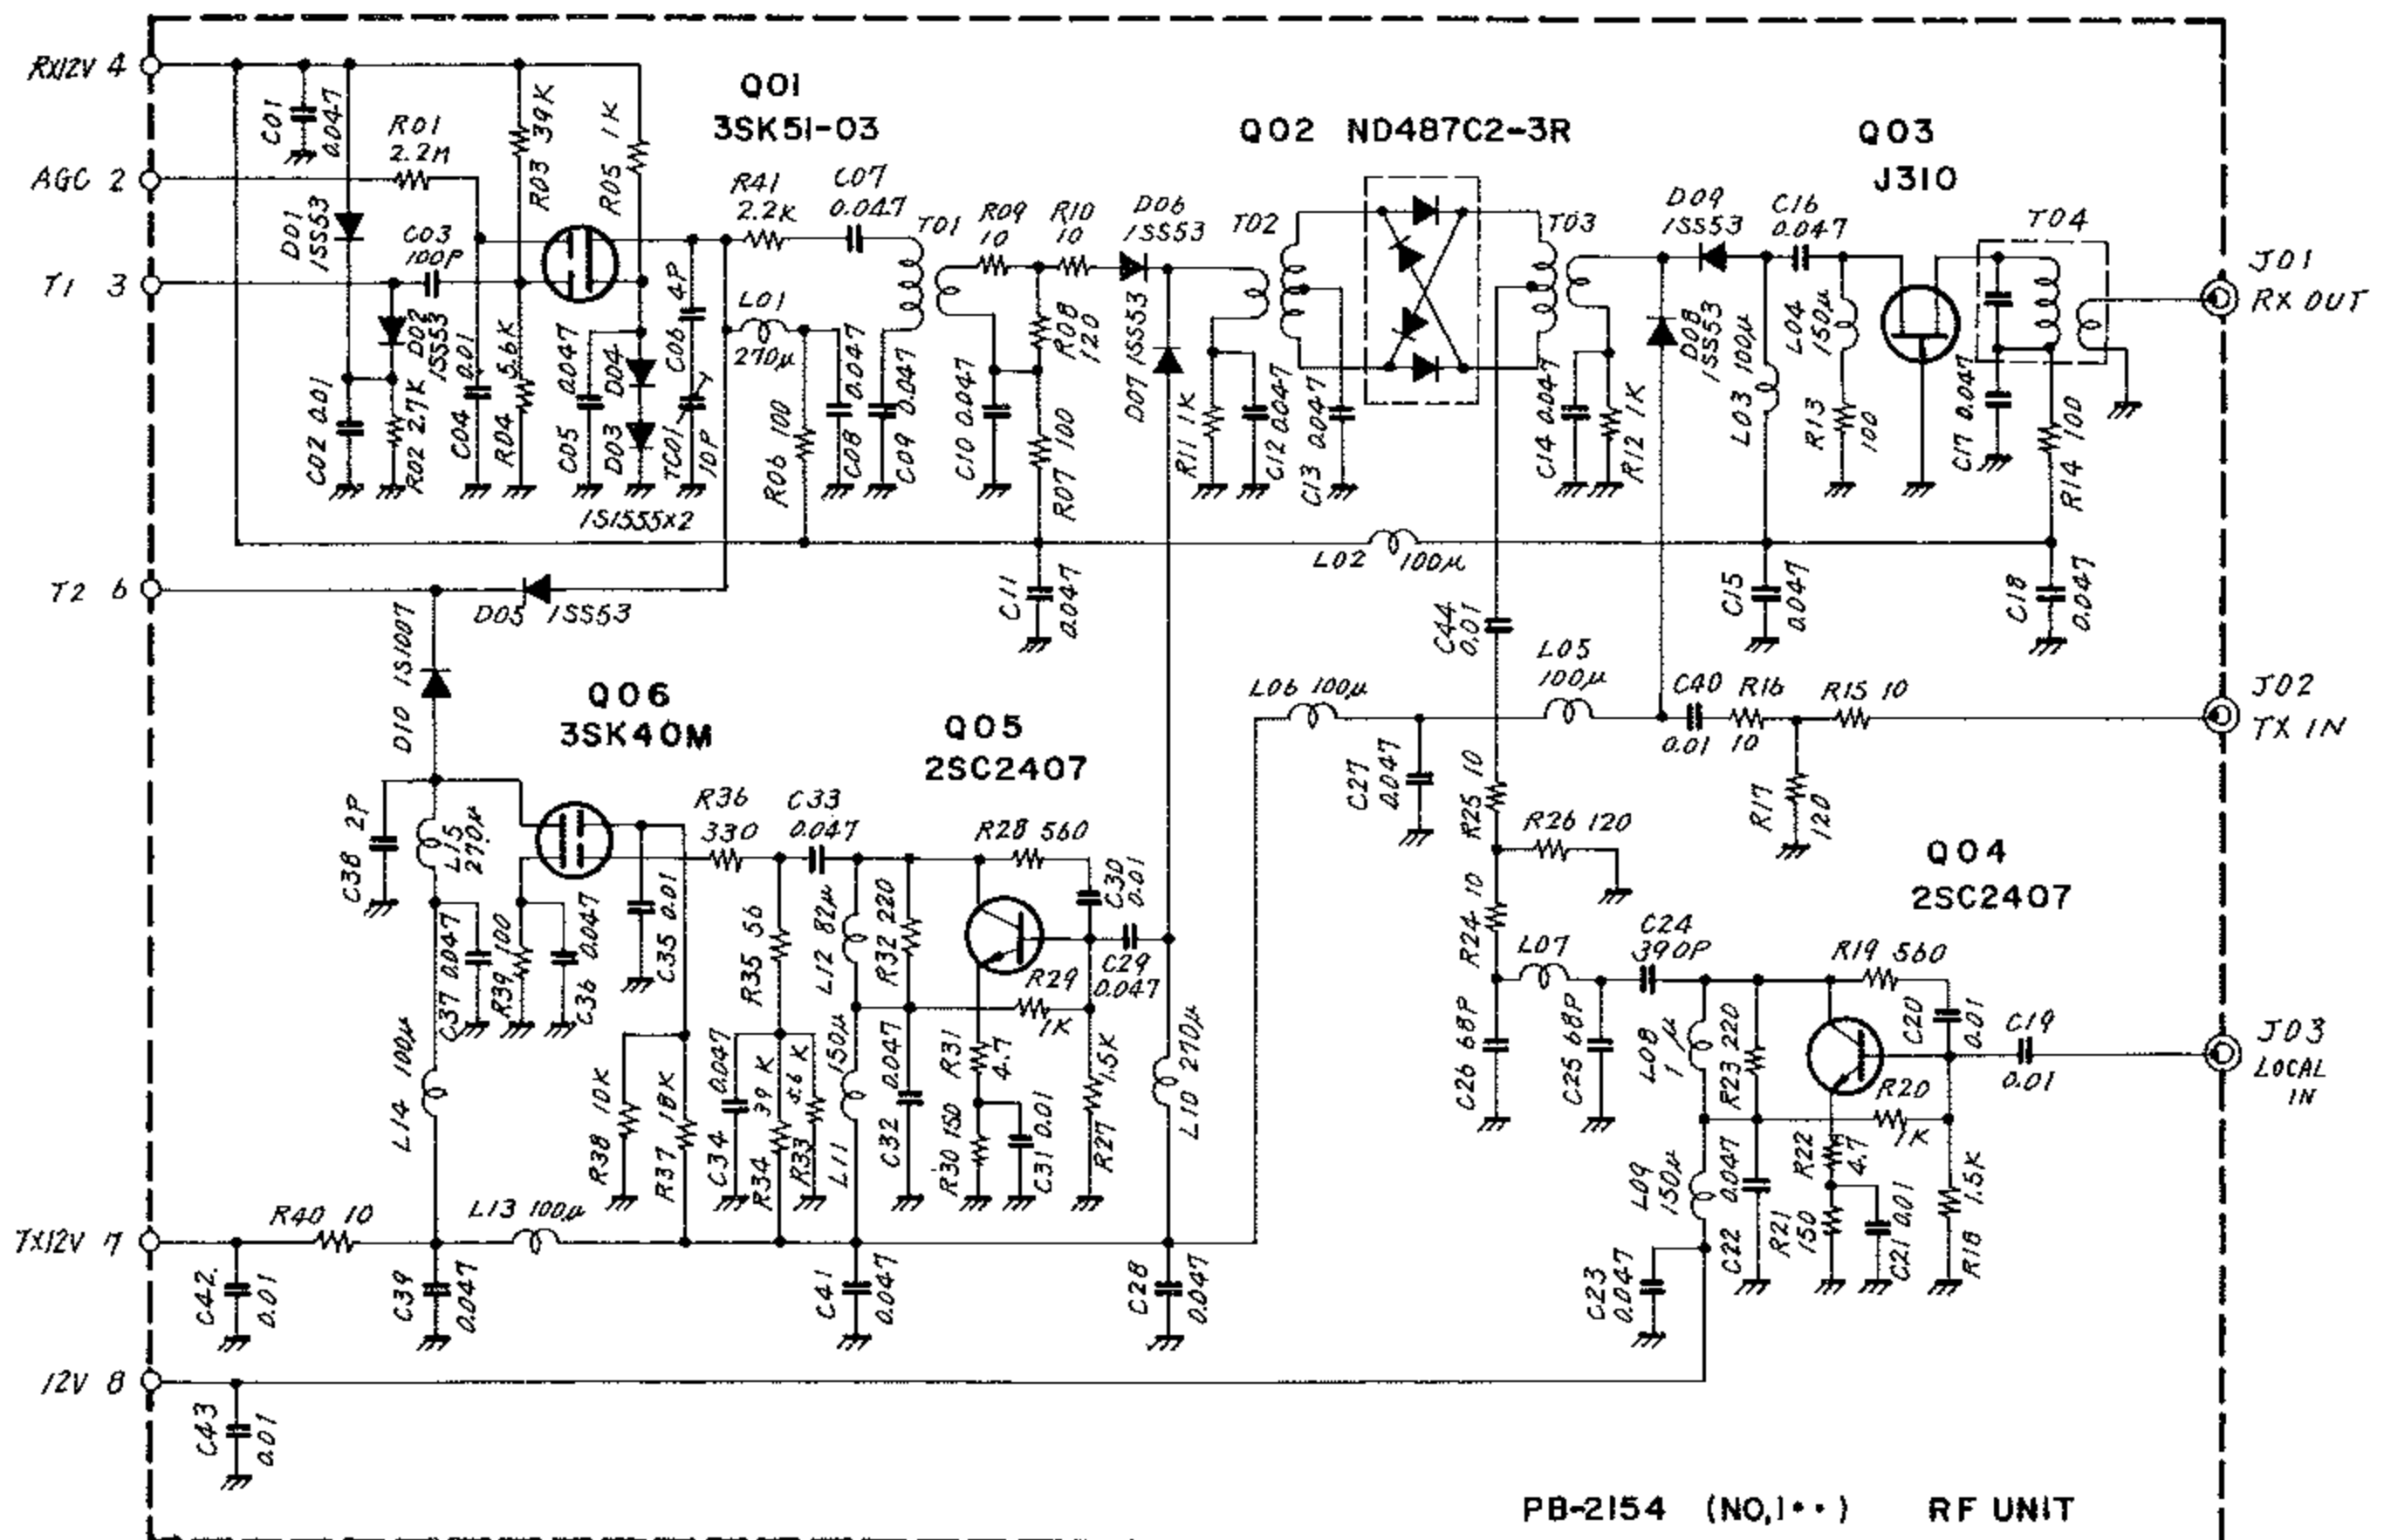 RX12V 4
AGC 2
T1 3
T2 6
TX12V 7
12V 8
Q01
3SK51-03
Q02 ND487C2-3R
Q03
J310
J01
RX OUT
J02
TX IN
J03
LOCAL
IN
C01
0.047
R01
2.2M
R03 39K
R05 1K
D01
1SS53
C03
100P
D02
1SS53
C02 0.01
R02 2.7K
C04 0.01
R04 5.6K
C05 0.047
D04
D03
1S1555X2
C06 4P
TC01
10P
R41
2.2K
C07
0.047
L01
270μ
R06 100
C08 0.047
C09 0.047
T01
R09
10
R10
10
R08
120
C10 0.047
R07 100
C11
0.047
D06
1SS53
D07 1SS53
T02
R11 1K
C12 0.047
C13 0.047
T03
C14 0.047
R12 1K
D09
1SS53
D08
1SS53
C16
0.047
L03 100μ
L04
150μ
R13
100
T04
C17 0.047
R14 100
L02 100μ
C15
0.047
C18
0.047
D05 1SS53
D10 1S1007
Q06
3SK40M
Q05
2SC2407
C38 2P
L15
270μ
C37 0.047
R39 100
C36 0.047
C35 0.01
R36
330
C33
0.047
R35 56
L12 82μ
R32 220
R28 560
C30
0.01
C29
0.047
R29
1K
R38 10K
R37 18K
C34 0.047
R34 39K
R33 5.6K
L11 150μ
C32 0.047
R31
4.7
R30 150
C31 0.01
R27 1.5K
L10 270μ
L14 100μ
R40 10
L13 100μ
C42
0.01
C39
0.047
C41
0.047
C28
0.047
C43
0.01
L06 100μ
C27
0.047
C44
0.01
L05
100μ
C40
0.01
R16
10
R15 10
R17
120
R25 10
R26 120
R24 10
L07
C26 68P
C25 68P
C24
390P
Q04
2SC2407
R19 560
L08
1μ
R23 220
C20
0.01
C19
0.01
R20
1K
L09
150μ
C22 0.047
R22
4.7
R21
150
C21 0.01
R18 1.5K
C23
0.047
PB-2154 (NO,1••) RF UNIT